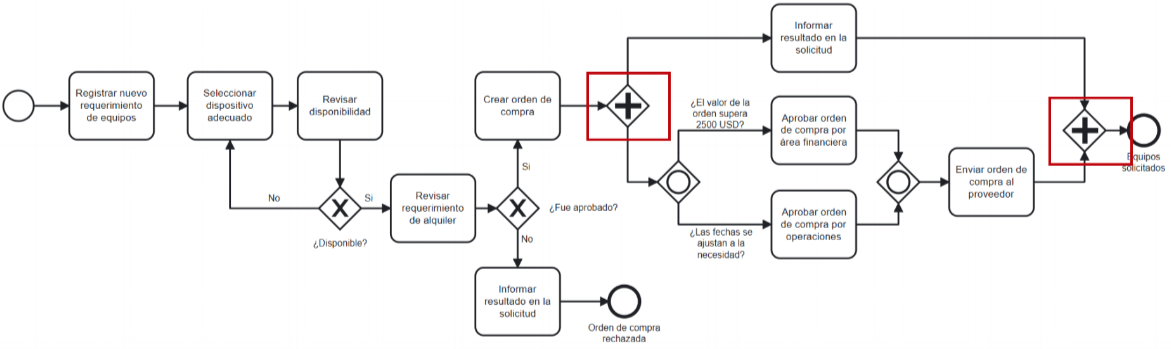 Registrar nuevo
requerimiento
de equipos
Seleccionar
dispositivo
adecuado
Revisar
disponibilidad
No
Si
¿Disponible?
Revisar
requerimiento
de alquiler
Crear orden de
compra
Si
¿Fue aprobado?
No
Informar
resultado en la
solicitud
Orden de compra
rechazada
Informar
resultado en la
solicitud
¿El valor de la
orden supera
2500 USD?
Aprobar orden
de compra por
área financiera
¿Las fechas se
ajustan a la
necesidad?
Aprobar orden
de compra por
operaciones
Enviar orden de
compra al
proveedor
Equipos
solicitados